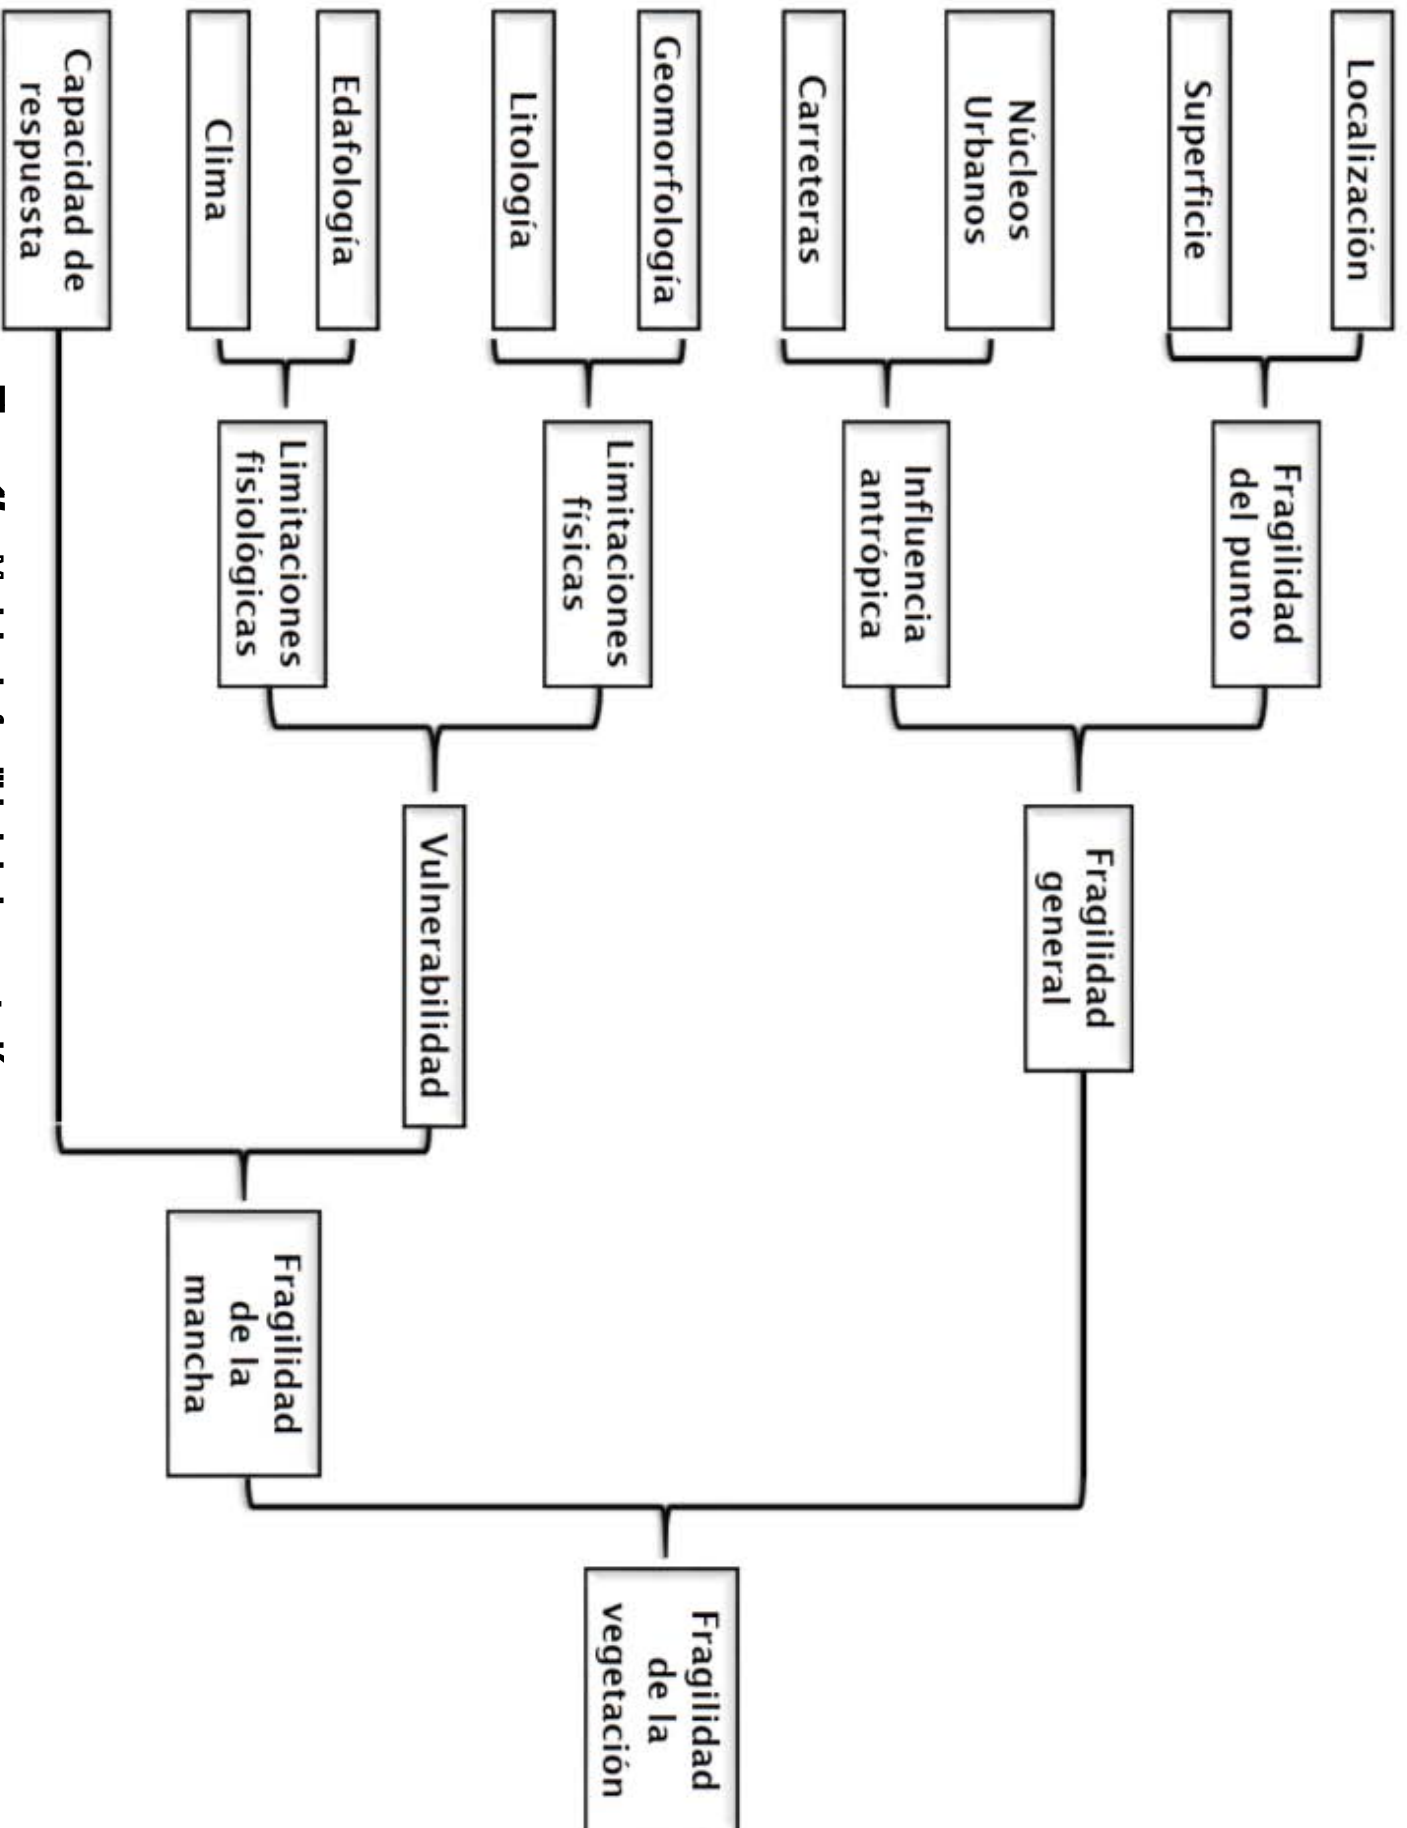 Localización
Superficie
Núcleos
Urbanos
Carreteras
Geomorfología
Litología
Edafología
Clima
Capacidad de
respuesta
Fragilidad
del punto
Influencia
antrópica
Limitaciones
físicas
Limitaciones
fisiológicas
Fragilidad
general
Vulnerabilidad
Fragilidad
de la
mancha
Fragilidad
de la
vegetación